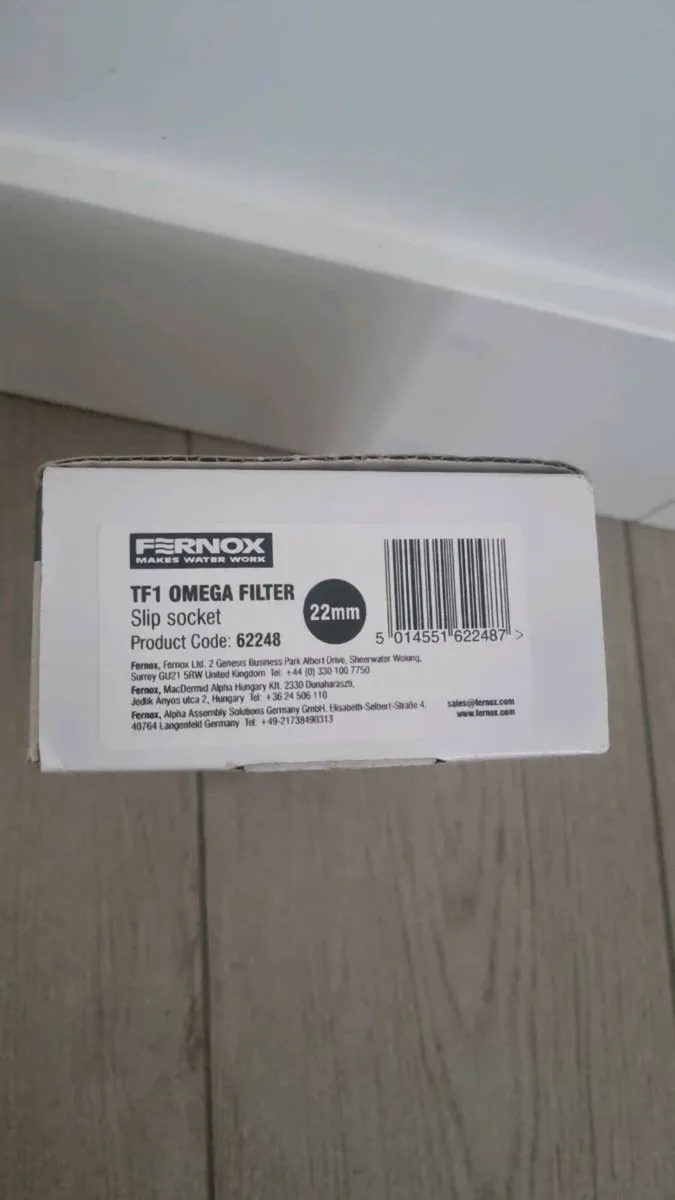 FERNOX
MAKES WATER WORK
TF1 OMEGA FILTER
Slip socket
22mm
Product Code: 62248
5 014551 622487 >
Fernox, Fernox Ltd. 2 Genesis Business Park Albert Drive, Sheerwater Woking,
Surrey GU21 5RW United Kingdom Tel: +44 (0) 330 100 7750
Fernox, MacDermid Alpha Hungary Kft. 2330 Dunaharaszti,
Jedlik Ányos utca 2, Hungary Tel: +36 24 506 110
Fernox, Alpha Assembly Solutions Germany GmbH. Elisabeth-Selbert-Straße 4.
40764 Langenfeld Germany Tel: +49-21738490313
sales@fernox.com
www.fernox.com